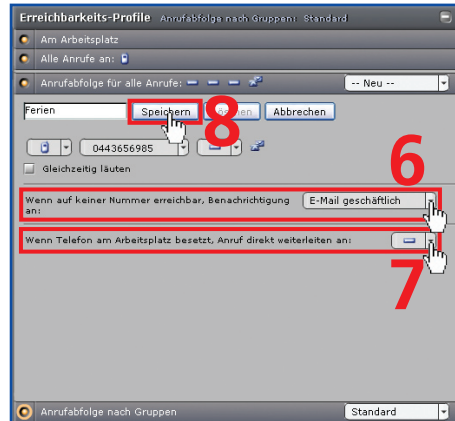 Erreichbarkeits-Profile Anrufabfolge nach Gruppen: Standard
Am Arbeitsplatz
Alle Anrufe an:
Anrufabfolge für alle Anrufe: -- Neu --
Ferien Speichern Abbrechen
8
0443656985
Gleichzeitig läuten
6
Wenn auf keiner Nummer erreichbar, Benachrichtigung an: E-Mail geschäftlich
Wenn Telefon am Arbeitsplatz besetzt, Anruf direkt weiterleiten an:
7
Anrufabfolge nach Gruppen Standard